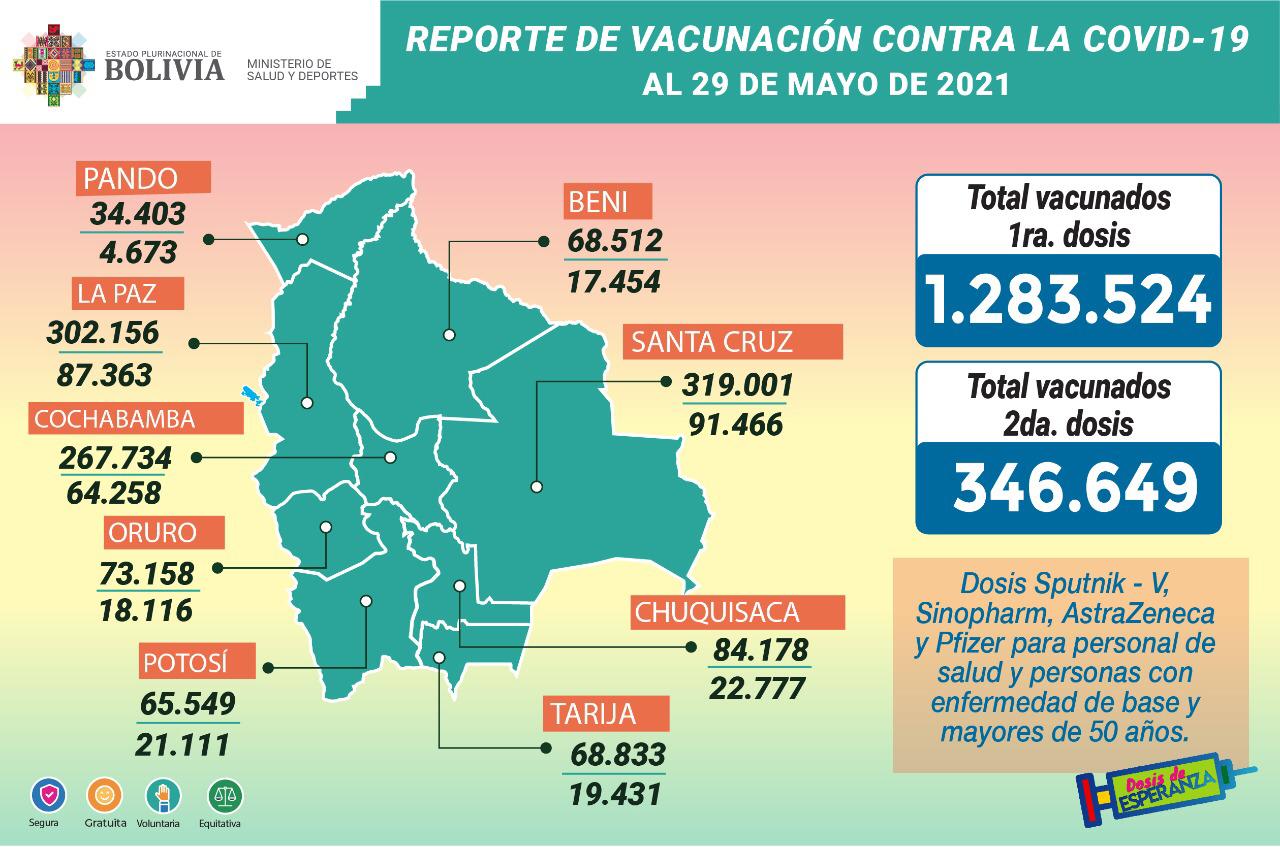 ESTADO PLURINACIONAL DE
BOLIVIA
MINISTERIO DE
SALUD Y DEPORTES
REPORTE DE VACUNACIÓN CONTRA LA COVID-19
AL 29 DE MAYO DE 2021
PANDO
34.403
4.673
LA PAZ
302.156
87.363
COCHABAMBA
267.734
64.258
ORURO
73.158
18.116
POTOSÍ
65.549
21.111
BENI
68.512
17.454
SANTA CRUZ
319.001
91.466
CHUQUISACA
84.178
22.777
TARIJA
68.833
19.431
Total vacunados
1ra. dosis
1.283.524
Total vacunados
2da. dosis
346.649
Dosis Sputnik - V,
Sinopharm, AstraZeneca
y Pfizer para personal de
salud y personas con
enfermedad de base y
mayores de 50 años.
Dosis de
ESPERANZA
Segura
Gratuita
Voluntaria
Equitativa